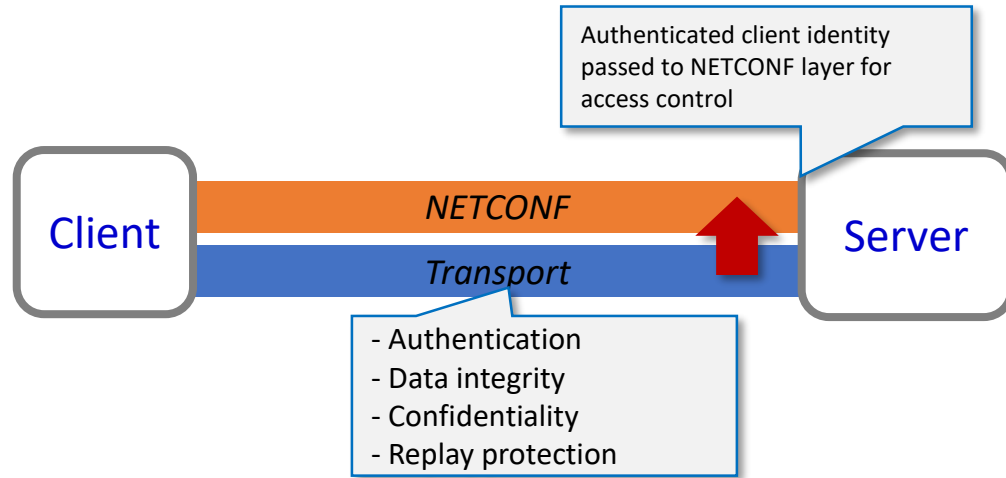 Authenticated client identity
passed to NETCONF layer for
access control
Client
NETCONF
Transport
Server
- Authentication
- Data integrity
- Confidentiality
- Replay protection